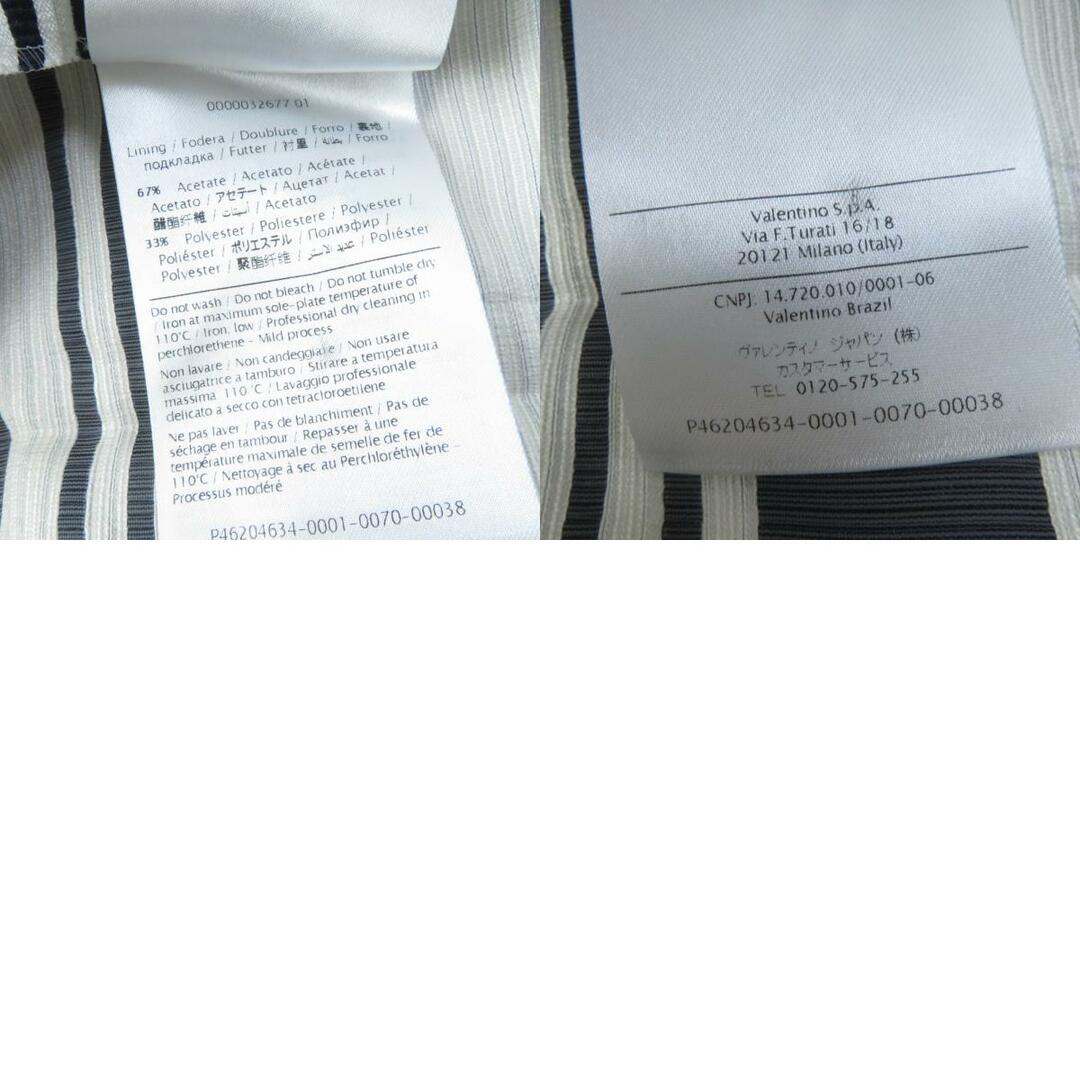 0000032677 01
Lining / Fodera / Doublure / Forro / 裏地 /
подкладка / Futter / 衬里 / بطانة / Forro
67% Acetate / Acetato / Acétate /
Acetato / アセテート / Ацетат / Acetat /
醋酯纤维 / أسيتات / Acetato
33% Polyester / Poliestere / Polyester /
Poliéster / ポリエステル / Полиэфир /
Polyester / 聚酯纤维 / / Poliéster
Do not wash / Do not bleach / Do not tumble dry
/ Iron at maximum sole-plate temperature of
110°C / Iron, low / Professional dry cleaning in
perchlorethene - Mild process
Non lavare / Non candeggiare / Non usare
asciugatrice a tamburo / Stirare a temperatura
massima 110 °C / Lavaggio professionale
delicato a secco con tetracloroetilene
Ne pas laver / Pas de blanchiment / Pas de
séchage en tambour / Repasser à une
température maximale de semelle de fer de
110°C / Nettoyage à sec au Perchloréthylène -
Processus modéré
P46204634-0001-0070-00038
Valentino S.p.A.
Via F.Turati 16/18
20121 Milano (Italy)
CNPJ. 14.720.010/0001-06
Valentino Brazil
ヴァレンティノ ジャパン (株)
カスタマーサービス
TEL 0120-575-255
P46204634-0001-0070-00038